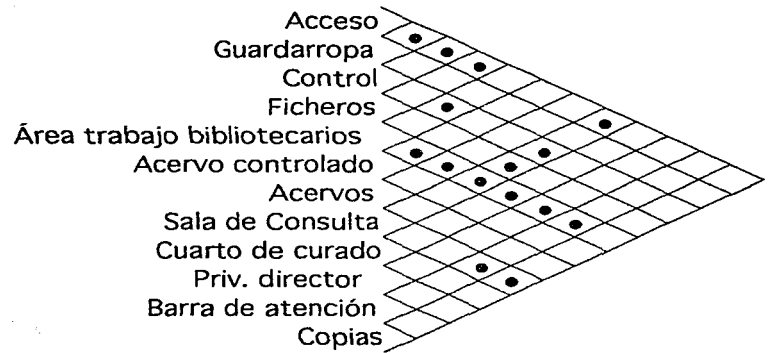 Acceso
Guardarropa
Control
Ficheros
Área trabajo bibliotecarios
Acervo controlado
Acervos
Sala de Consulta
Cuarto de curado
Priv. director
Barra de atención
Copias